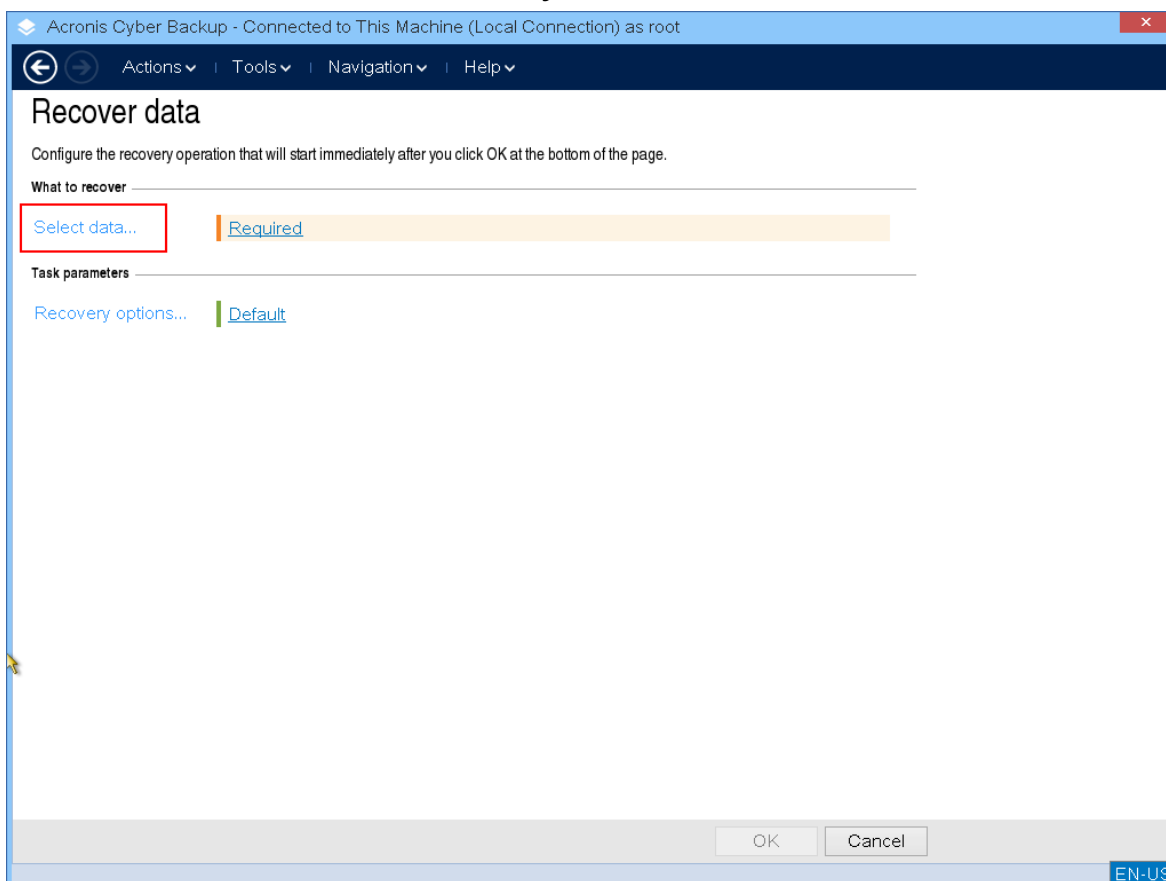 Acronis Cyber Backup - Connected to This Machine (Local Connection) as root
Actions Tools Navigation Help
Recover data
Configure the recovery operation that will start immediately after you click OK at the bottom of the page.
What to recover
Select data... Required
Task parameters
Recovery options... Default
OK Cancel
EN-US